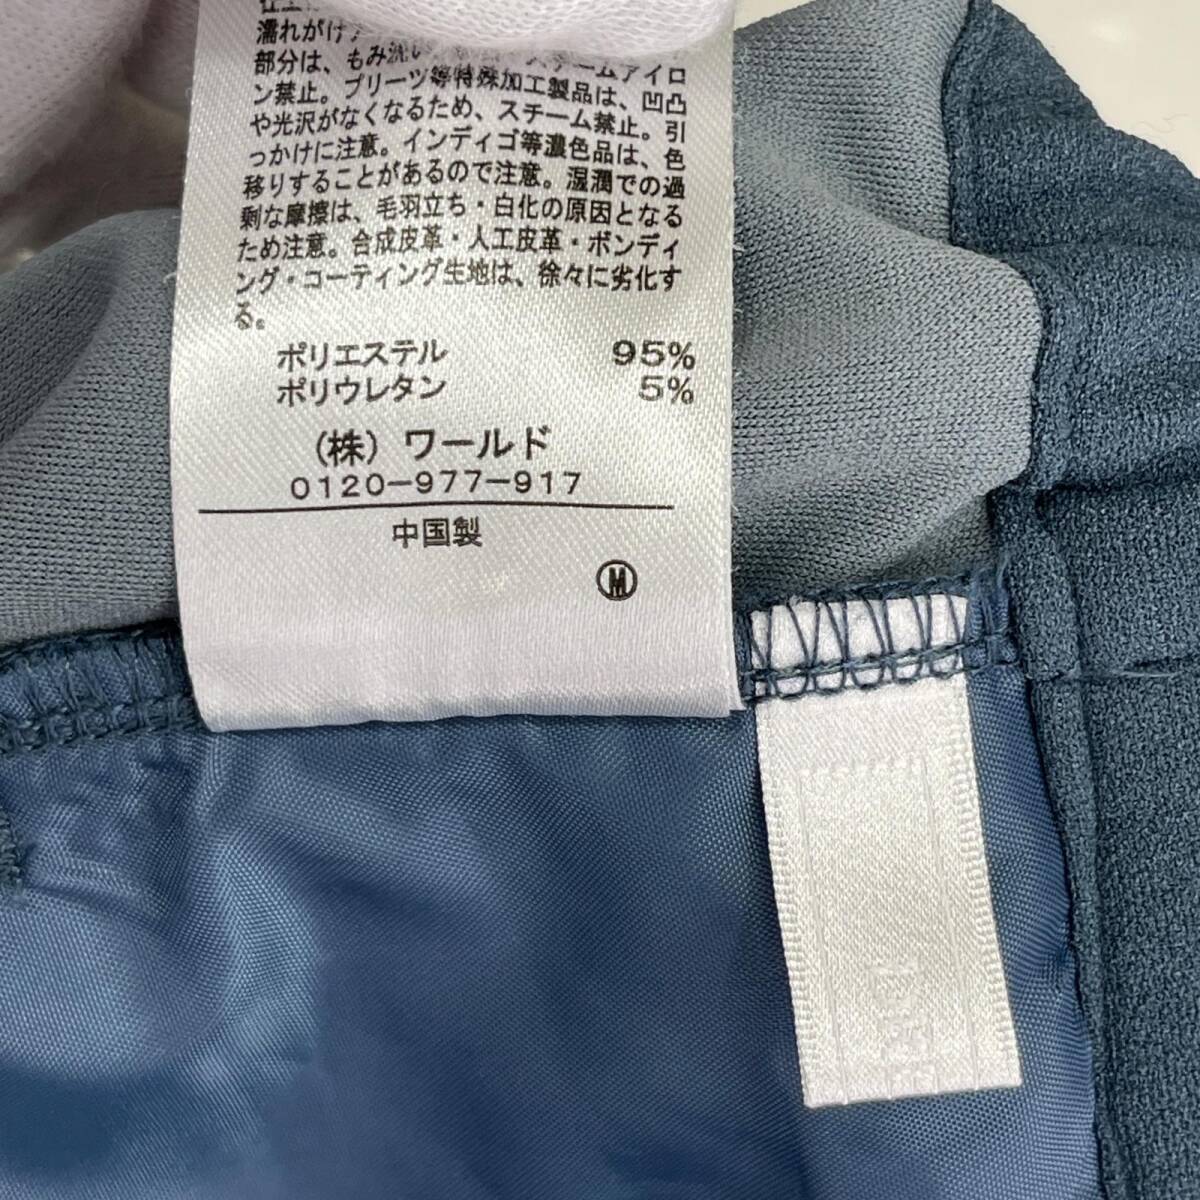 濡れがけ
部分は、もみ洗い スチームアイロ
ン禁止。プリーツ等特殊加工製品は、凹凸
や光沢がなくなるため、スチーム禁止。引
っかけに注意。インディゴ等濃色品は、色
移りすることがあるので注意。湿潤での過
剰な摩擦は、毛羽立ち・白化の原因となる
ため注意。合成皮革・人工皮革・ボンディ
ング・コーティング生地は、徐々に劣化す
る。
ポリエステル 95%
ポリウレタン 5%
(株) ワールド
0120-977-917
中国製
Ⓜ